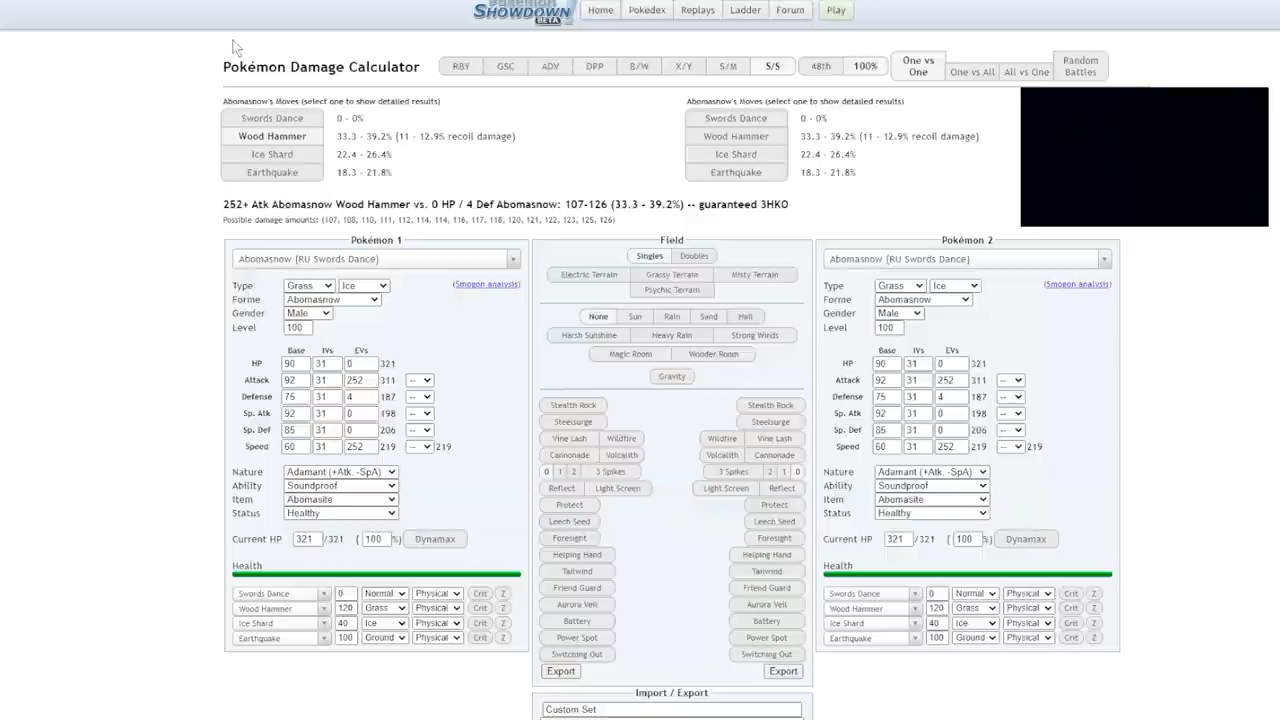 POKÉMON
SHOWDOWN
BETA
Home Pokédex Replays Ladder Forum Play
Pokémon Damage Calculator
RBY GSC ADV DPP B/W X/Y S/M S/S 48th 100% One vs One One vs All All vs One Random Battles
Abomasnow's Moves (select one to show detailed results)
Swords Dance 0 - 0%
Wood Hammer 33.3 - 39.2% (11 - 12.9% recoil damage)
Ice Shard 22.4 - 26.4%
Earthquake 18.3 - 21.8%
Abomasnow's Moves (select one to show detailed results)
Swords Dance 0 - 0%
Wood Hammer 33.3 - 39.2% (11 - 12.9% recoil damage)
Ice Shard 22.4 - 26.4%
Earthquake 18.3 - 21.8%
252+ Atk Abomasnow Wood Hammer vs. 0 HP / 4 Def Abomasnow: 107-126 (33.3 - 39.2%) -- guaranteed 3HKO
Possible damage amounts: (107, 108, 110, 111, 112, 114, 114, 116, 117, 118, 120, 121, 122, 123, 125, 126)
Pokémon 1
Abomasnow (RU Swords Dance)
Type Grass Ice (Smogon analysis)
Forme Abomasnow
Gender Male
Level 100
Base IVs EVs
HP 90 31 0 321
Attack 92 31 252 311 --
Defense 75 31 4 187 --
Sp. Atk 92 31 0 198 --
Sp. Def 85 31 0 206 --
Speed 60 31 252 219 -- 219
Nature Adamant (+Atk, -SpA)
Ability Soundproof
Item Abomasite
Status Healthy
Current HP 321 /321 ( 100 %) Dynamax
Health
Swords Dance 0 Normal Physical Crit Z
Wood Hammer 120 Grass Physical Crit Z
Ice Shard 40 Ice Physical Crit Z
Earthquake 100 Ground Physical Crit Z
Field
Singles Doubles
Electric Terrain Grassy Terrain Misty Terrain
Psychic Terrain
None Sun Rain Sand Hail
Harsh Sunshine Heavy Rain Strong Winds
Magic Room Wonder Room
Gravity
Stealth Rock Stealth Rock
Steelsurge Steelsurge
Vine Lash Wildfire Wildfire Vine Lash
Cannonade Volcalith Volcalith Cannonade
0 1 2 3 Spikes 3 Spikes 2 1 0
Reflect Light Screen Light Screen Reflect
Protect Protect
Leech Seed Leech Seed
Foresight Foresight
Helping Hand Helping Hand
Tailwind Tailwind
Friend Guard Friend Guard
Aurora Veil Aurora Veil
Battery Battery
Power Spot Power Spot
Switching Out Switching Out
Export Export
Import / Export
Custom Set
Pokémon 2
Abomasnow (RU Swords Dance)
Type Grass Ice (Smogon analysis)
Forme Abomasnow
Gender Male
Level 100
Base IVs EVs
HP 90 31 0 321
Attack 92 31 252 311 --
Defense 75 31 4 187 --
Sp. Atk 92 31 0 198 --
Sp. Def 85 31 0 206 --
Speed 60 31 252 219 -- 219
Nature Adamant (+Atk, -SpA)
Ability Soundproof
Item Abomasite
Status Healthy
Current HP 321 /321 ( 100 %) Dynamax
Health
Swords Dance 0 Normal Physical Crit Z
Wood Hammer 120 Grass Physical Crit Z
Ice Shard 40 Ice Physical Crit Z
Earthquake 100 Ground Physical Crit Z